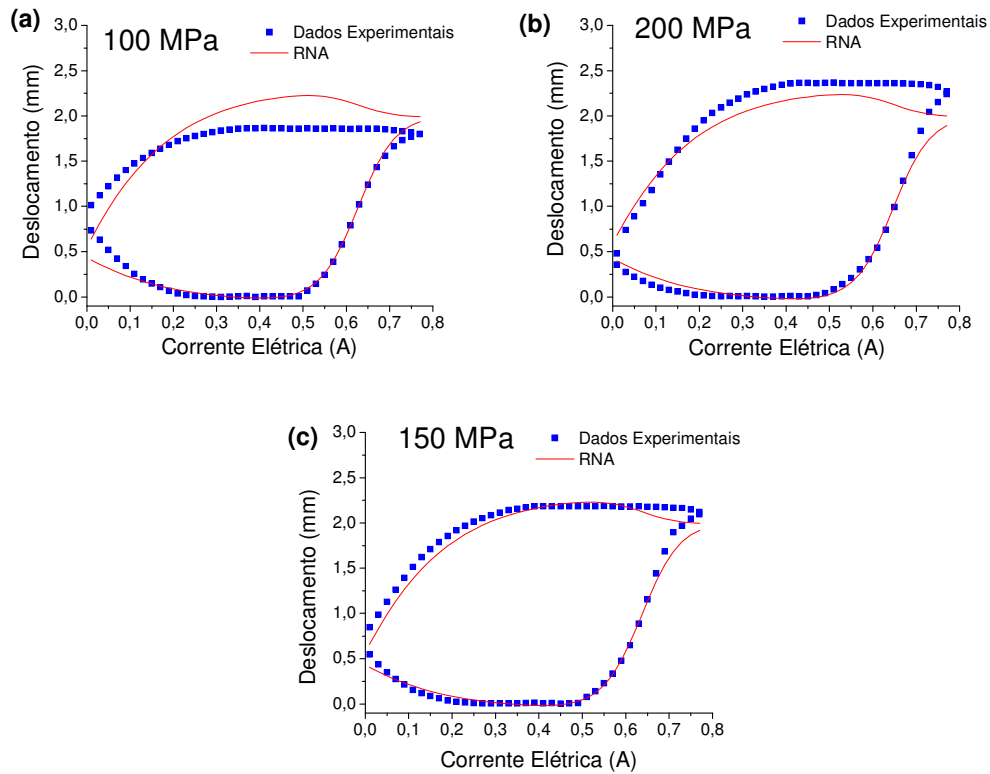 (a)
100 MPa
Dados Experimentais
RNA
3,0
2,5
2,0
1,5
1,0
0,5
0,0
Deslocamento (mm)
0,0 0,1 0,2 0,3 0,4 0,5 0,6 0,7 0,8
Corrente Elétrica (A)
(b)
200 MPa
Dados Experimentais
RNA
3,0
2,5
2,0
1,5
1,0
0,5
0,0
Deslocamento (mm)
0,0 0,1 0,2 0,3 0,4 0,5 0,6 0,7 0,8
Corrente Elétrica (A)
(c)
150 MPa
Dados Experimentais
RNA
3,0
2,5
2,0
1,5
1,0
0,5
0,0
Deslocamento (mm)
0,0 0,1 0,2 0,3 0,4 0,5 0,6 0,7 0,8
Corrente Elétrica (A)